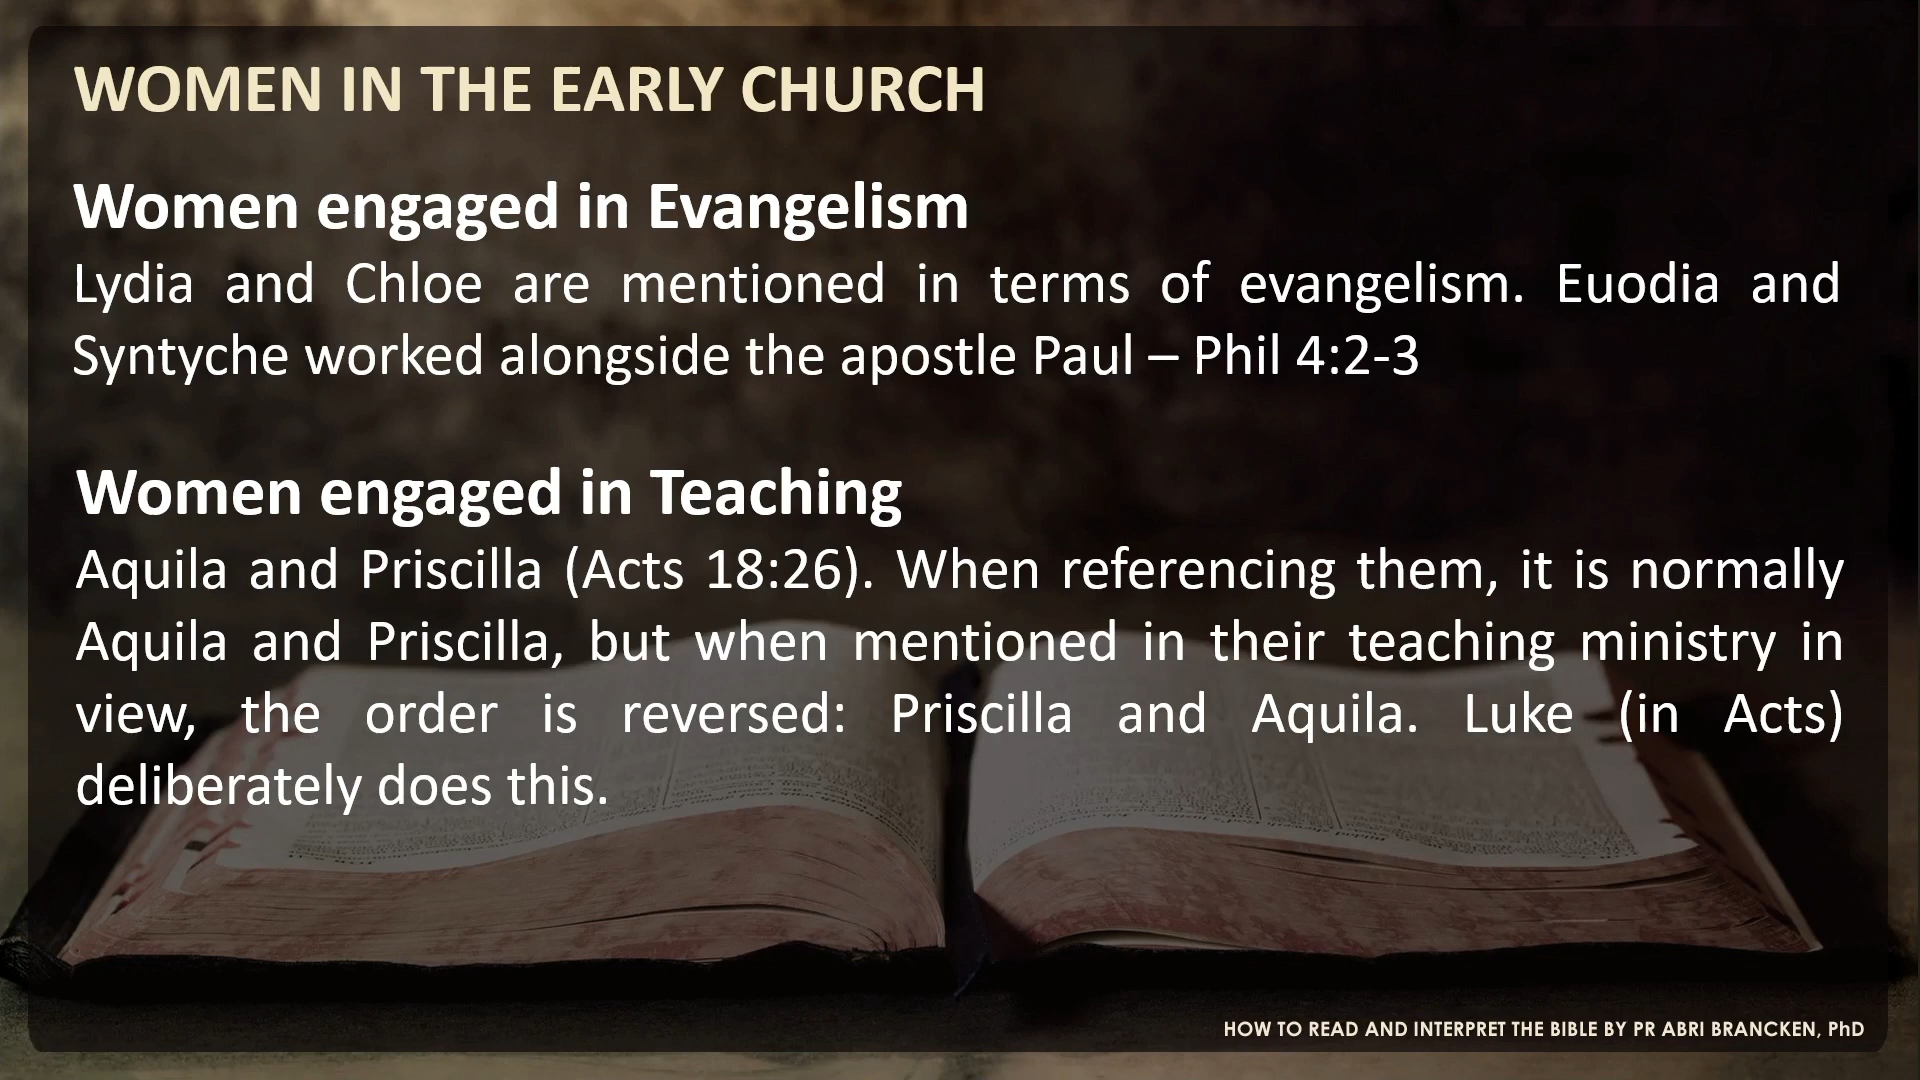 WOMEN IN THE EARLY CHURCH
Women engaged in Evangelism
Lydia and Chloe are mentioned in terms of evangelism. Euodia and
Syntyche worked alongside the apostle Paul – Phil 4:2-3
Women engaged in Teaching
Aquila and Priscilla (Acts 18:26). When referencing them, it is normally
Aquila and Priscilla, but when mentioned in their teaching ministry in
view, the order is reversed: Priscilla and Aquila. Luke (in Acts)
deliberately does this.
HOW TO READ AND INTERPRET THE BIBLE BY PR ABRI BRANCKEN, PhD